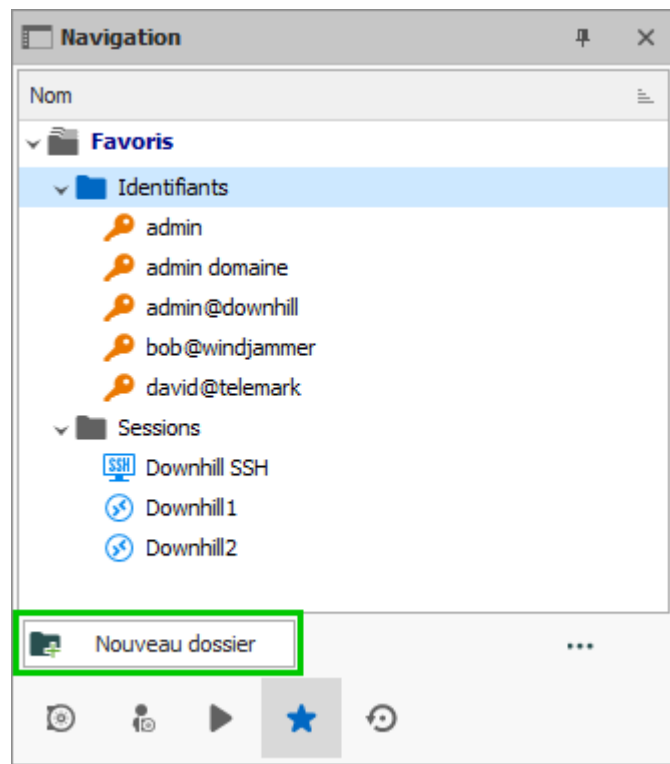 Navigation
Nom
Favoris
Identifiants
admin
admin domaine
admin@downhill
bob@windjammer
david@telemark
Sessions
SSH Downhill SSH
Downhill1
Downhill2
Nouveau dossier